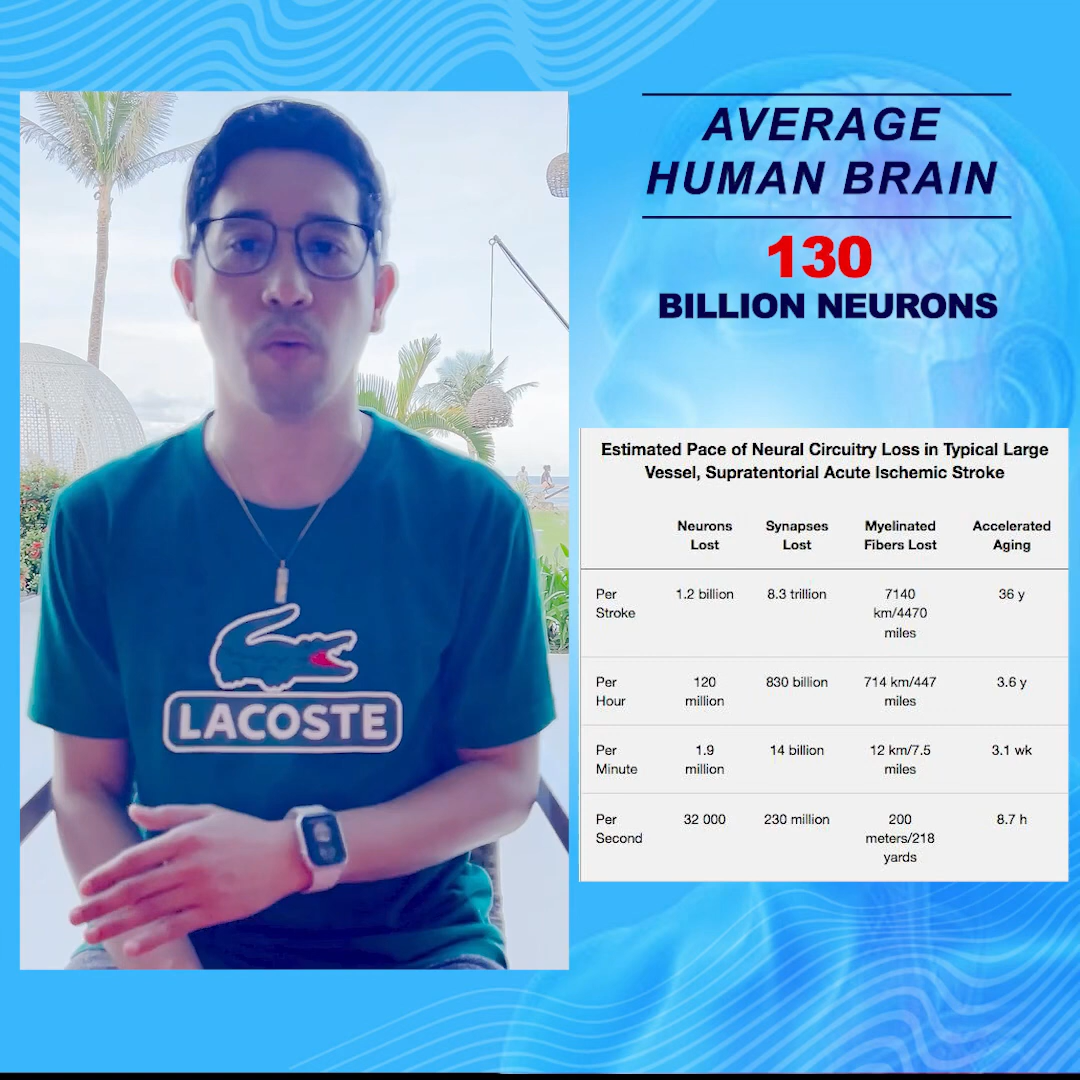 AVERAGE
HUMAN BRAIN
130
BILLION NEURONS
LACOSTE
Estimated Pace of Neural Circuitry Loss in Typical Large
Vessel, Supratentorial Acute Ischemic Stroke
Neurons Lost Synapses Lost Myelinated Fibers Lost Accelerated Aging
Per Stroke 1.2 billion 8.3 trillion 7140 km/4470 miles 36 y
Per Hour 120 million 830 billion 714 km/447 miles 3.6 y
Per Minute 1.9 million 14 billion 12 km/7.5 miles 3.1 wk
Per Second 32 000 230 million 200 meters/218 yards 8.7 h